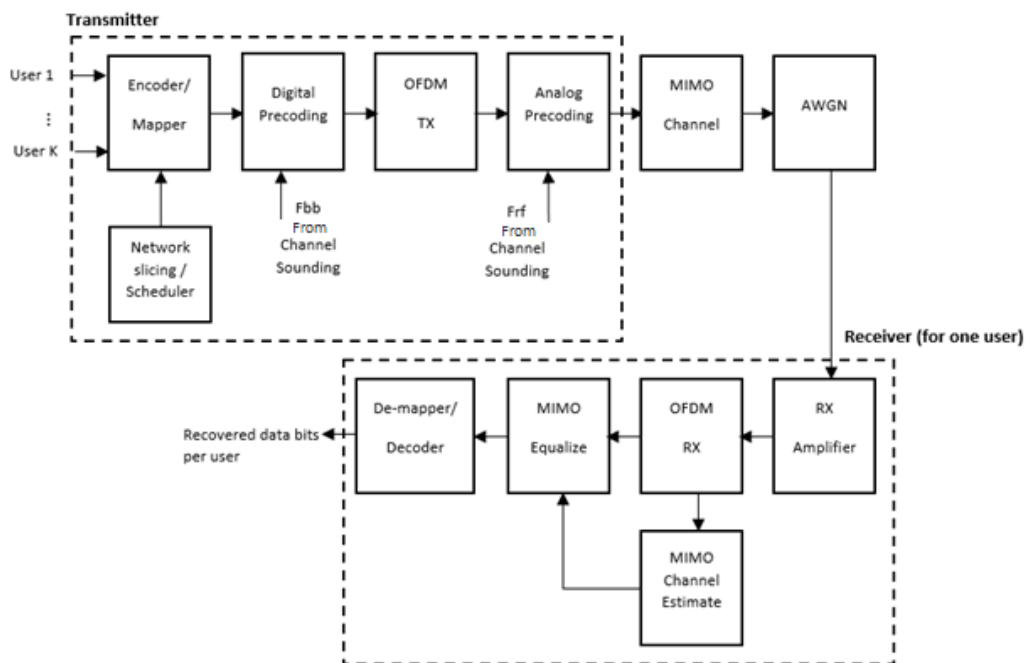 Transmitter
User 1
⋮
User K
Encoder/
Mapper
Digital
Precoding
OFDM
TX
Analog
Precoding
MIMO
Channel
AWGN
Network
slicing /
Scheduler
Fbb
From
Channel
Sounding
Frf
From
Channel
Sounding
Receiver (for one user)
De-mapper/
Decoder
MIMO
Equalize
OFDM
RX
RX
Amplifier
Recovered data bits
per user
MIMO
Channel
Estimate